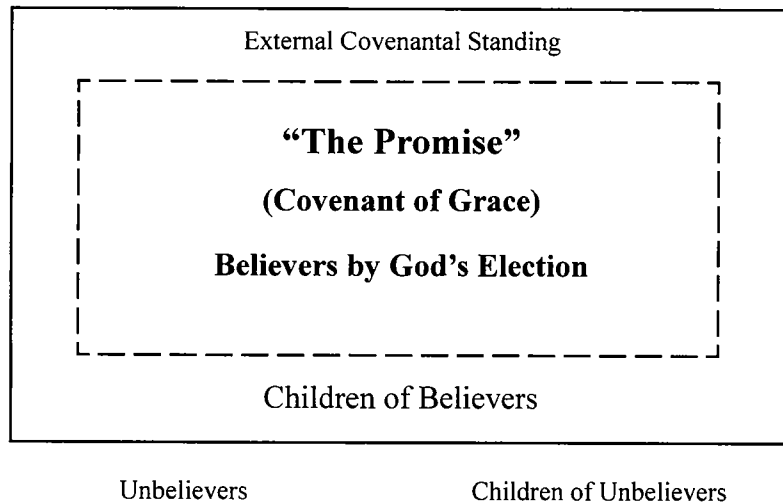 External Covenantal Standing
“The Promise”
(Covenant of Grace)
Believers by God’s Election
Children of Believers
Unbelievers Children of Unbelievers